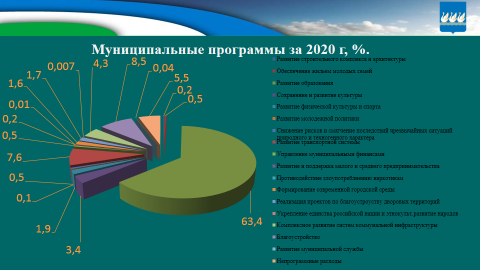 Муниципальные программы за 2020 г, %.
0,007
4,3
8,5
0,04
5,5
0,2
0,5
1,7
1,6
0,01
0,2
0,5
7,6
0,5
0,1
1,9
3,4
63,4
Развитие строительного комплекса и архитектуры
Обеспечение жильем молодых семей
Развитие образования
Сохранение и развитие культуры
Развитие физической культуры и спорта
Развитие молодежной политики
Снижение рисков и смягчение последствий чрезвычайных ситуаций
природного и техногенного характера
Развитие транспортной системы
Управление муниципальными финансами
Развитие и поддержка малого и среднего предпринимательства
Противодействие злоупотреблению наркотиками
Формирование современной городской среды
Реализация проектов по благоустройству дворовых территорий
Укрепление единства российской нации и этнокульт.развитие народов
Комплексное развитие систем коммунальной инфраструктуры
Благоустройство
Развитие муниципальной службы
Непрограммные расходы